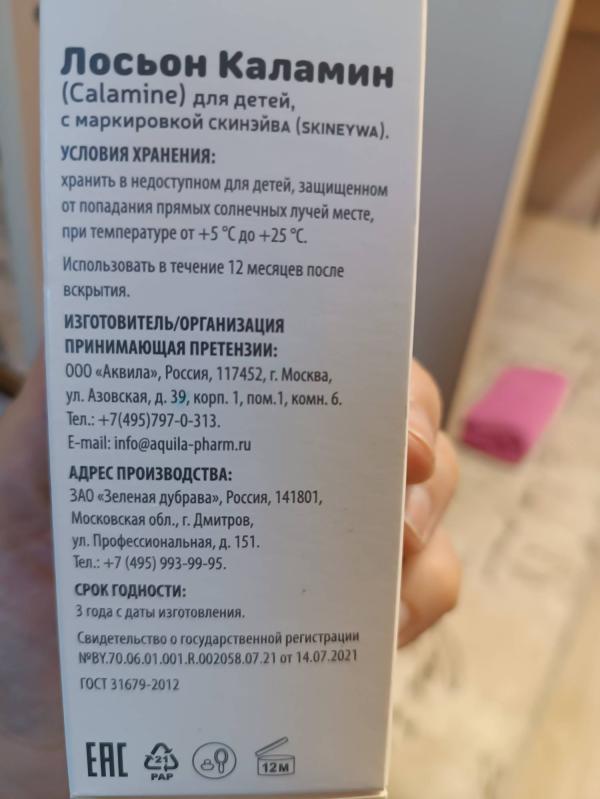 Лосьон Каламин
(Calamine) для детей,
с маркировкой СКИНЭЙВА (SKINEYWA).
УСЛОВИЯ ХРАНЕНИЯ:
хранить в недоступном для детей, защищенном
от попадания прямых солнечных лучей месте,
при температуре от +5 °C до +25 °C.
Использовать в течение 12 месяцев после
вскрытия.
ИЗГОТОВИТЕЛЬ/ОРГАНИЗАЦИЯ
ПРИНИМАЮЩАЯ ПРЕТЕНЗИИ:
ООО «Аквила», Россия, 117452, г. Москва,
ул. Азовская, д. 39, корп. 1, пом.1, комн. 6.
Тел.: +7(495)797-0-313.
E-mail: info@aquila-pharm.ru
АДРЕС ПРОИЗВОДСТВА:
ЗАО «Зеленая дубрава», Россия, 141801,
Московская обл., г. Дмитров,
ул. Профессиональная, д. 151.
Тел.: +7 (495) 993-99-95.
СРОК ГОДНОСТИ:
3 года с даты изготовления.
Свидетельство о государственной регистрации
№BY.70.06.01.001.R.002058.07.21 от 14.07.2021
ГОСТ 31679-2012
EAC 21 PAP 12M